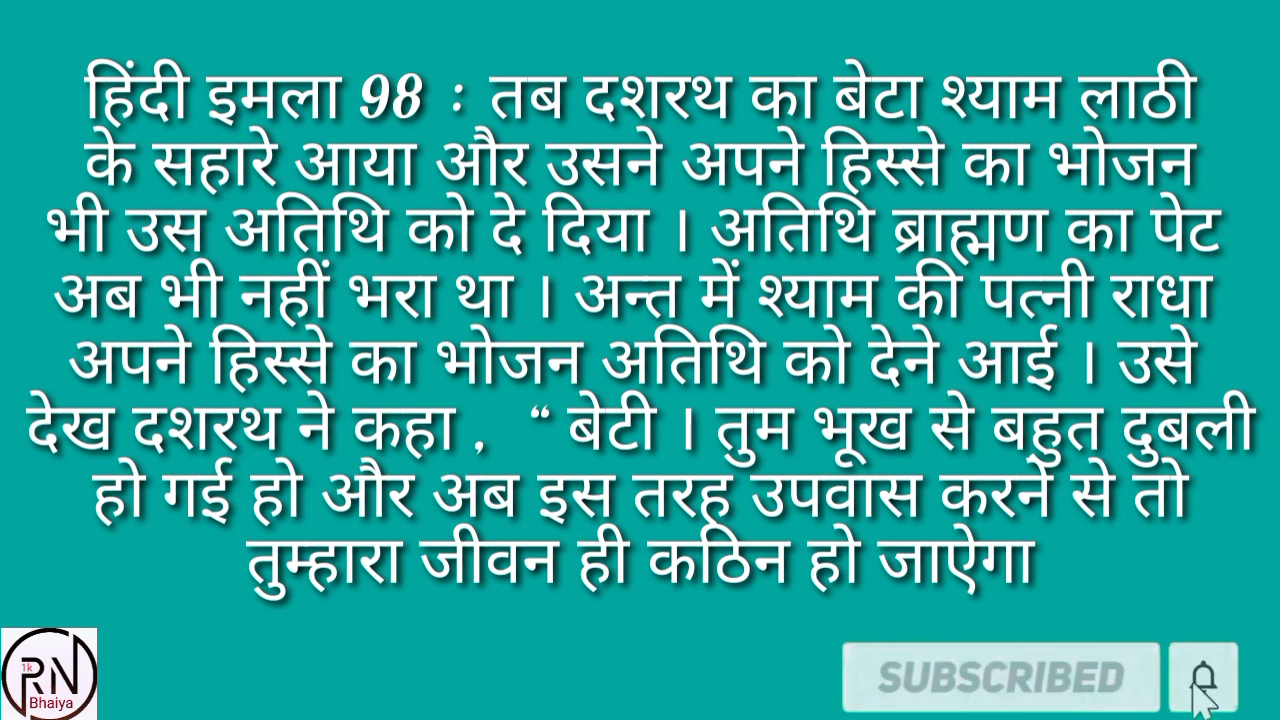 हिंदी इमला 98 : तब दशरथ का बेटा श्याम लाठी
के सहारे आया और उसने अपने हिस्से का भोजन
भी उस अतिथि को दे दिया । अतिथि ब्राह्मण का पेट
अब भी नहीं भरा था । अन्त में श्याम की पत्नी राधा
अपने हिस्से का भोजन अतिथि को देने आई । उसे
देख दशरथ ने कहा , “ बेटी । तुम भूख से बहुत दुबली
हो गई हो और अब इस तरह उपवास करने से तो
तुम्हारा जीवन ही कठिन हो जाऐगा
1k
RN
Bhaiya
SUBSCRIBED